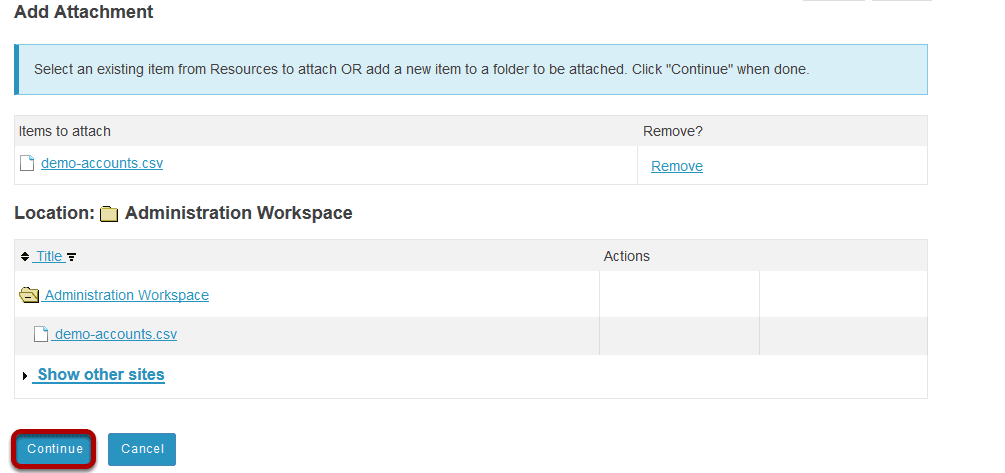 Add Attachment
Select an existing item from Resources to attach OR add a new item to a folder to be attached. Click "Continue" when done.
Items to attach Remove?
demo-accounts.csv Remove
Location: Administration Workspace
Title Actions
Administration Workspace
demo-accounts.csv
Show other sites
Continue Cancel